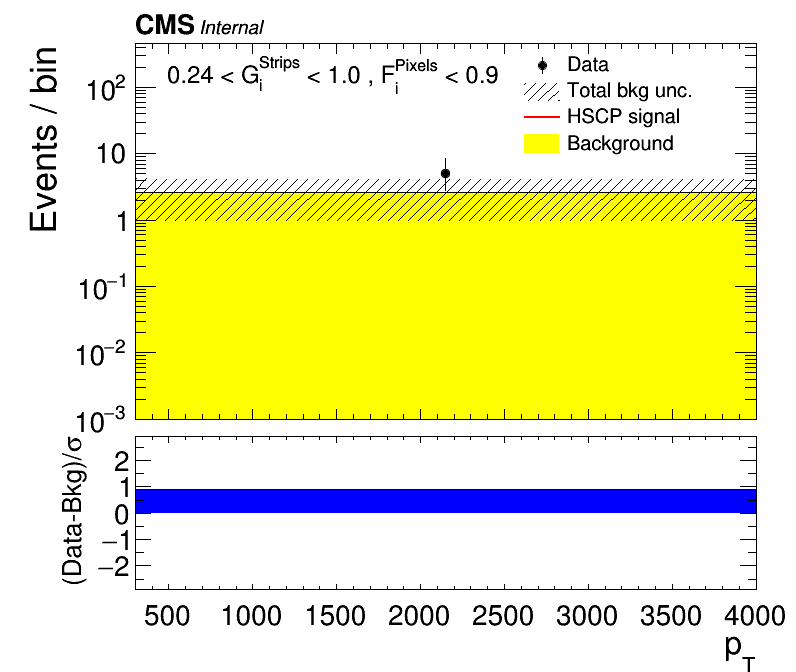 CMS Internal
0.24 < G_i^Strips < 1.0 , F_i^Pixels < 0.9
Data
Total bkg unc.
HSCP signal
Background
Events / bin
10²
10
1
10⁻¹
10⁻²
10⁻³
(Data-Bkg)/σ
2
1
0
−1
−2
500 1000 1500 2000 2500 3000 3500 4000
p_T